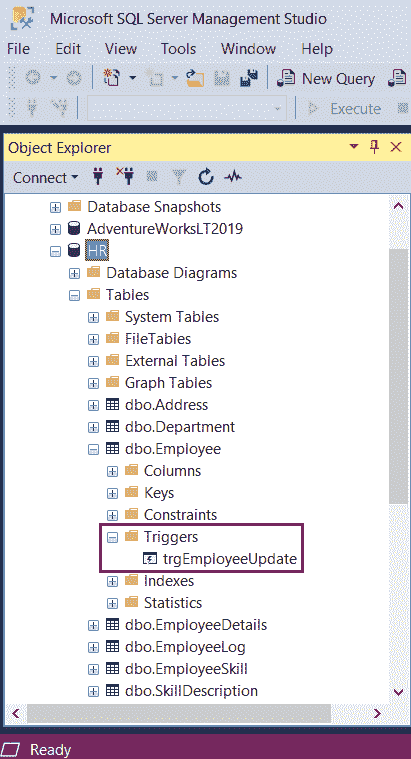 Microsoft SQL Server Management Studio
File Edit View Tools Window Help
New Query
Execute
Object Explorer
Connect
Database Snapshots
AdventureWorksLT2019
HR
Database Diagrams
Tables
System Tables
FileTables
External Tables
Graph Tables
dbo.Address
dbo.Department
dbo.Employee
Columns
Keys
Constraints
Triggers
trgEmployeeUpdate
Indexes
Statistics
dbo.EmployeeDetails
dbo.EmployeeLog
dbo.EmployeeSkill
dbo.SkillDescription
Ready